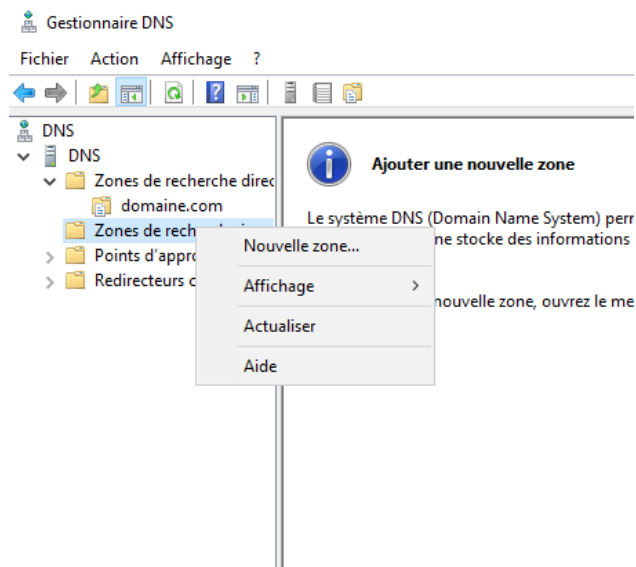 Gestionnaire DNS
Fichier Action Affichage ?
DNS
DNS
Zones de recherche direc
domaine.com
Zones de rech
Points d'appro
Redirecteurs c
Nouvelle zone...
Affichage
Actualiser
Aide
Ajouter une nouvelle zone
Le système DNS (Domain Name System) perr
ne stocke des informations
nouvelle zone, ouvrez le me